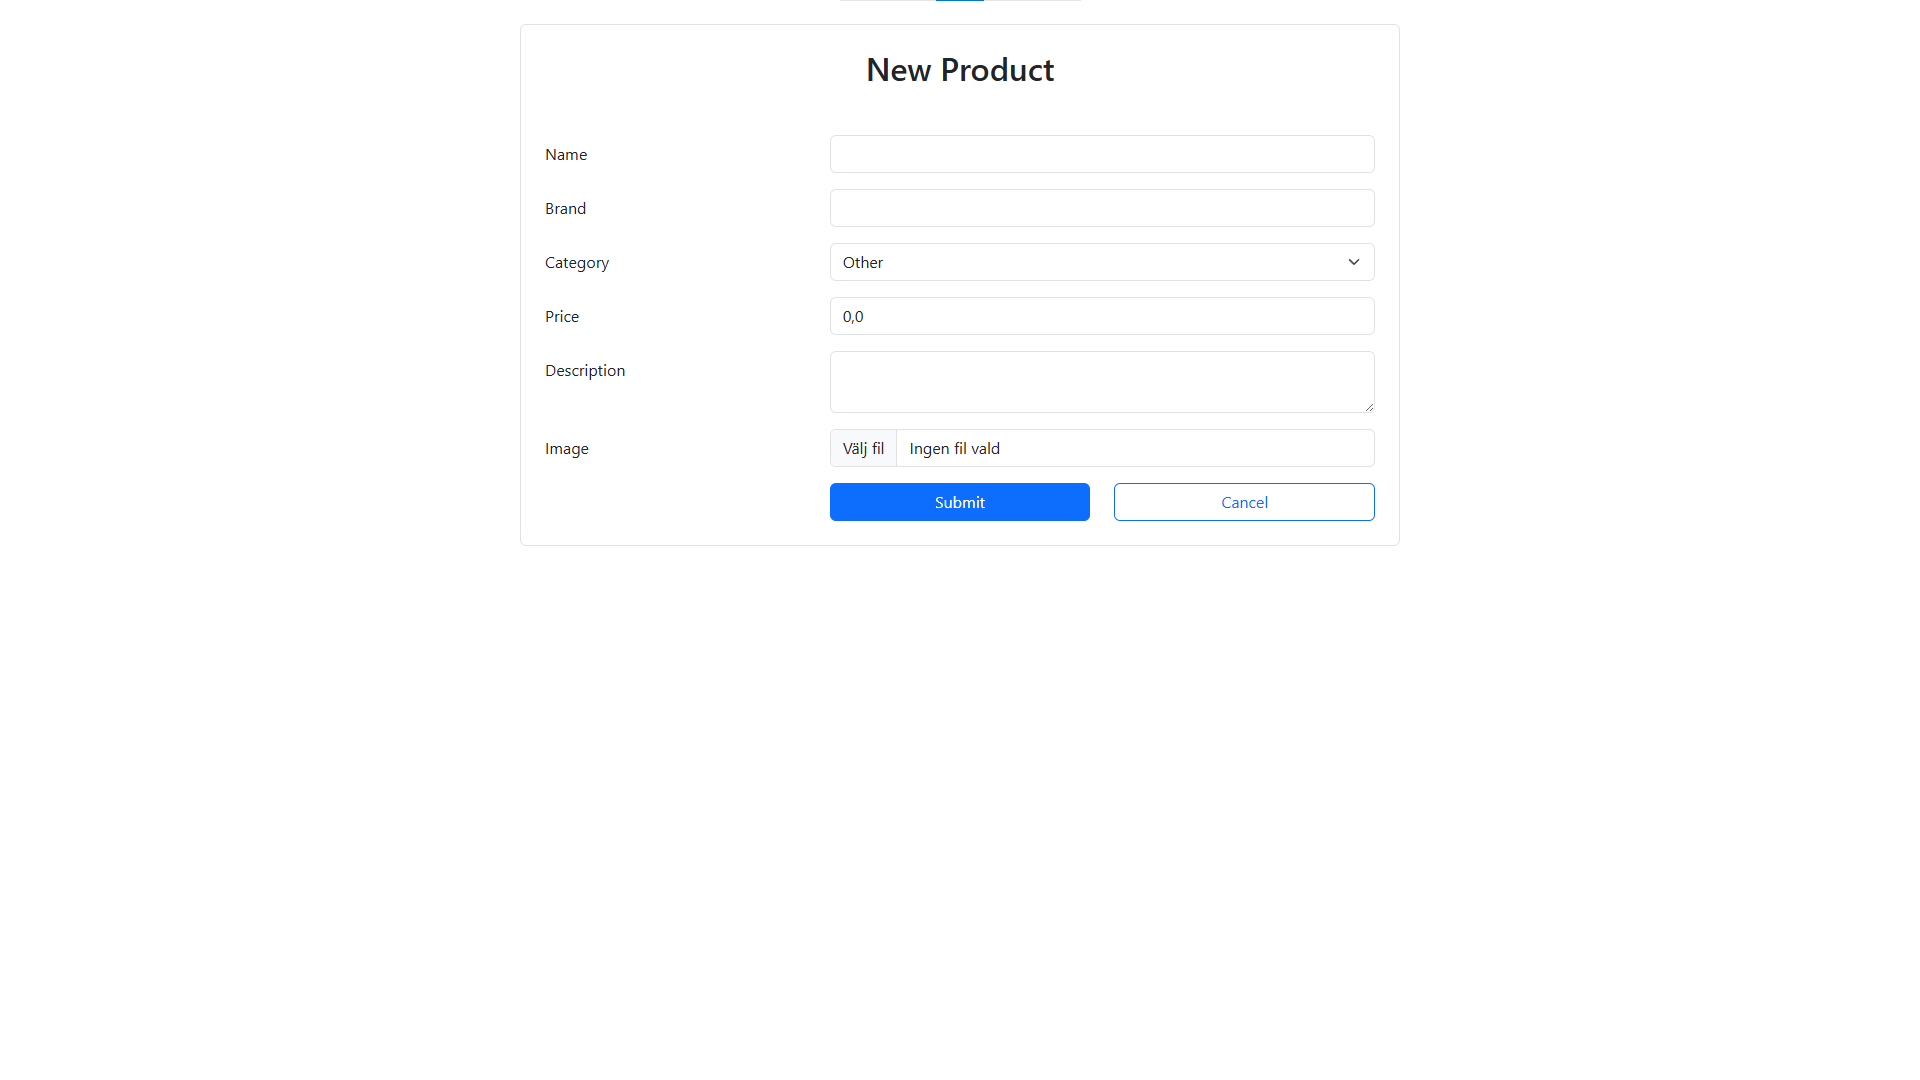 New Product
Name
Brand
Category
Other
Price
0,0
Description
Image
Välj fil
Ingen fil vald
Submit
Cancel